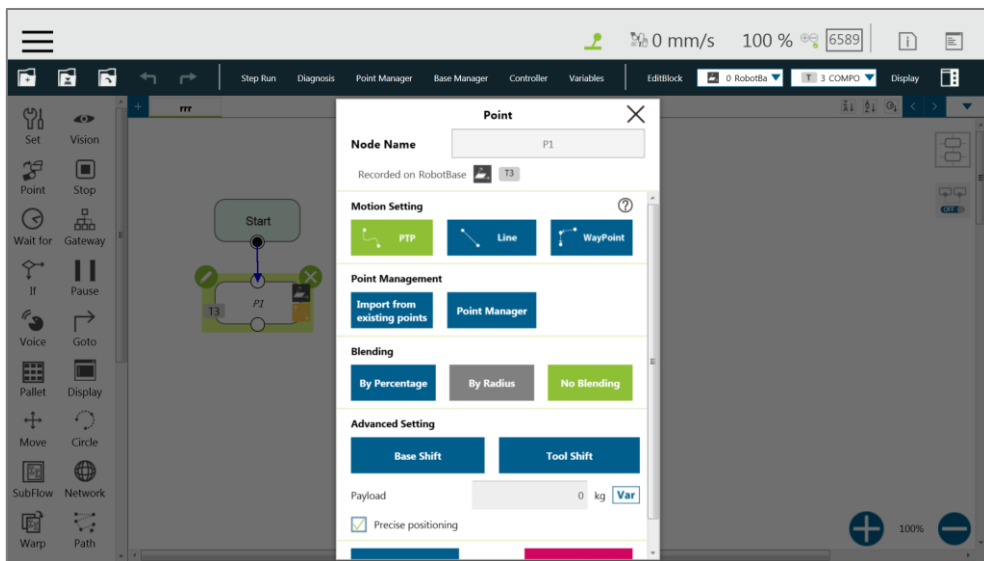 0 mm/s 100 % 6589
Step Run Diagnosis Point Manager Base Manager Controller Variables EditBlock 0 RobotBa T 3 COMPO Display
rrr
Set Vision
Point Stop
Wait for Gateway
If Pause
Voice Goto
Pallet Display
Move Circle
SubFlow Network
Warp Path
Start
T3 P1
Point
Node Name P1
Recorded on RobotBase T3
Motion Setting ?
PTP Line WayPoint
Point Management
Import from
existing points Point Manager
Blending
By Percentage By Radius No Blending
Advanced Setting
Base Shift Tool Shift
Payload 0 kg Var
Precise positioning
OFF
100%